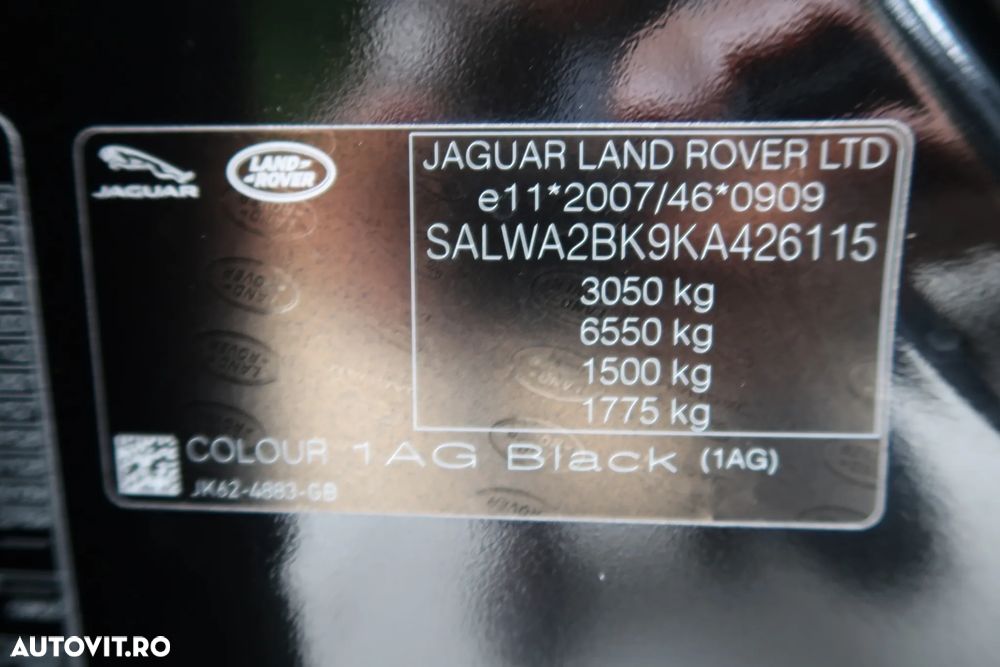 JAGUAR
LAND
ROVER
JAGUAR LAND ROVER LTD
e11*2007/46*0909
SALWA2BK9KA426115
3050 kg
6550 kg
1500 kg
1775 kg
COLOUR 1AG Black (1AG)
JK62-4883-GB
AUTOVIT.RO